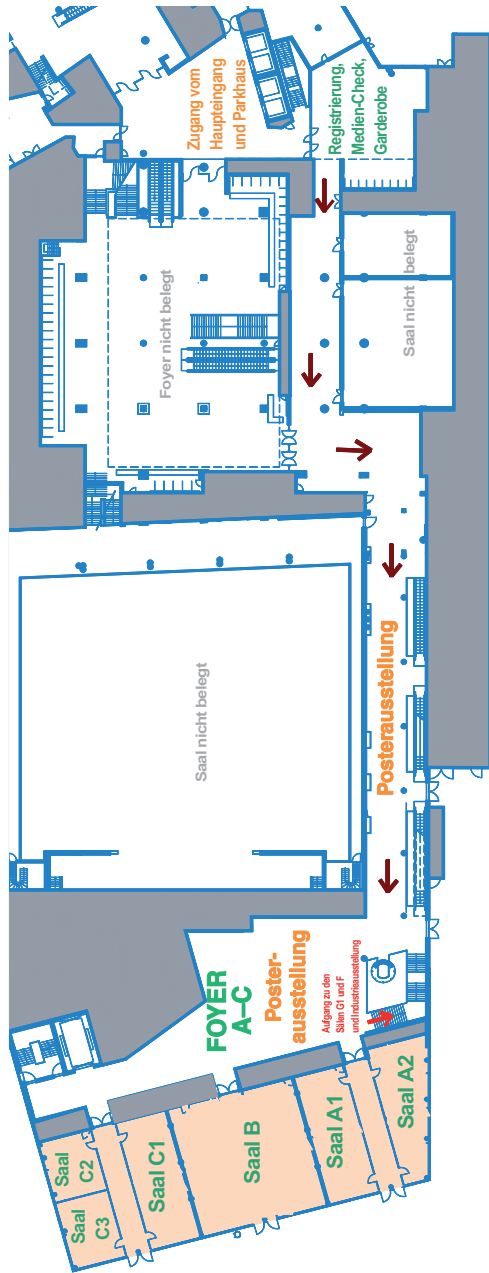 Zugang vom
Haupteingang
und Parkhaus
Registrierung,
Medien-Check,
Garderobe
Foyer nicht belegt
Saal nicht belegt
Saal nicht belegt
Posterausstellung
FOYER
A–C
Poster-
ausstellung
Aufgang zu den
Sälen G1 und F
und Industrieausstellung
Saal
C2
Saal
C3
Saal C1
Saal B
Saal A1
Saal A2